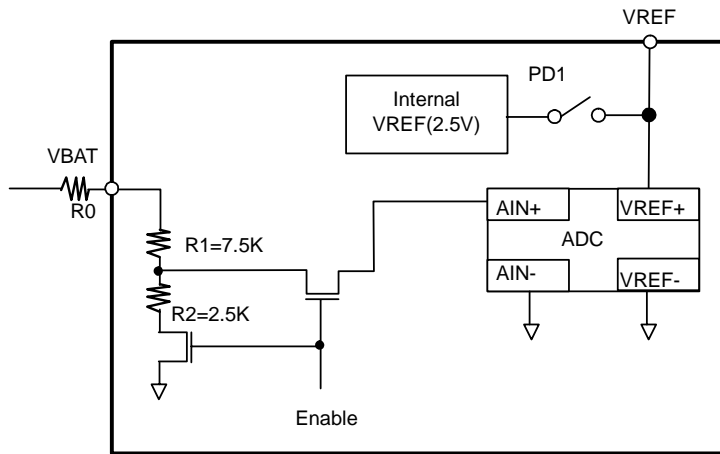 VREF
PD1
Internal
VREF(2.5V)
VBAT
R0
AIN+
VREF+
R1=7.5K
ADC
AIN-
VREF-
R2=2.5K
Enable